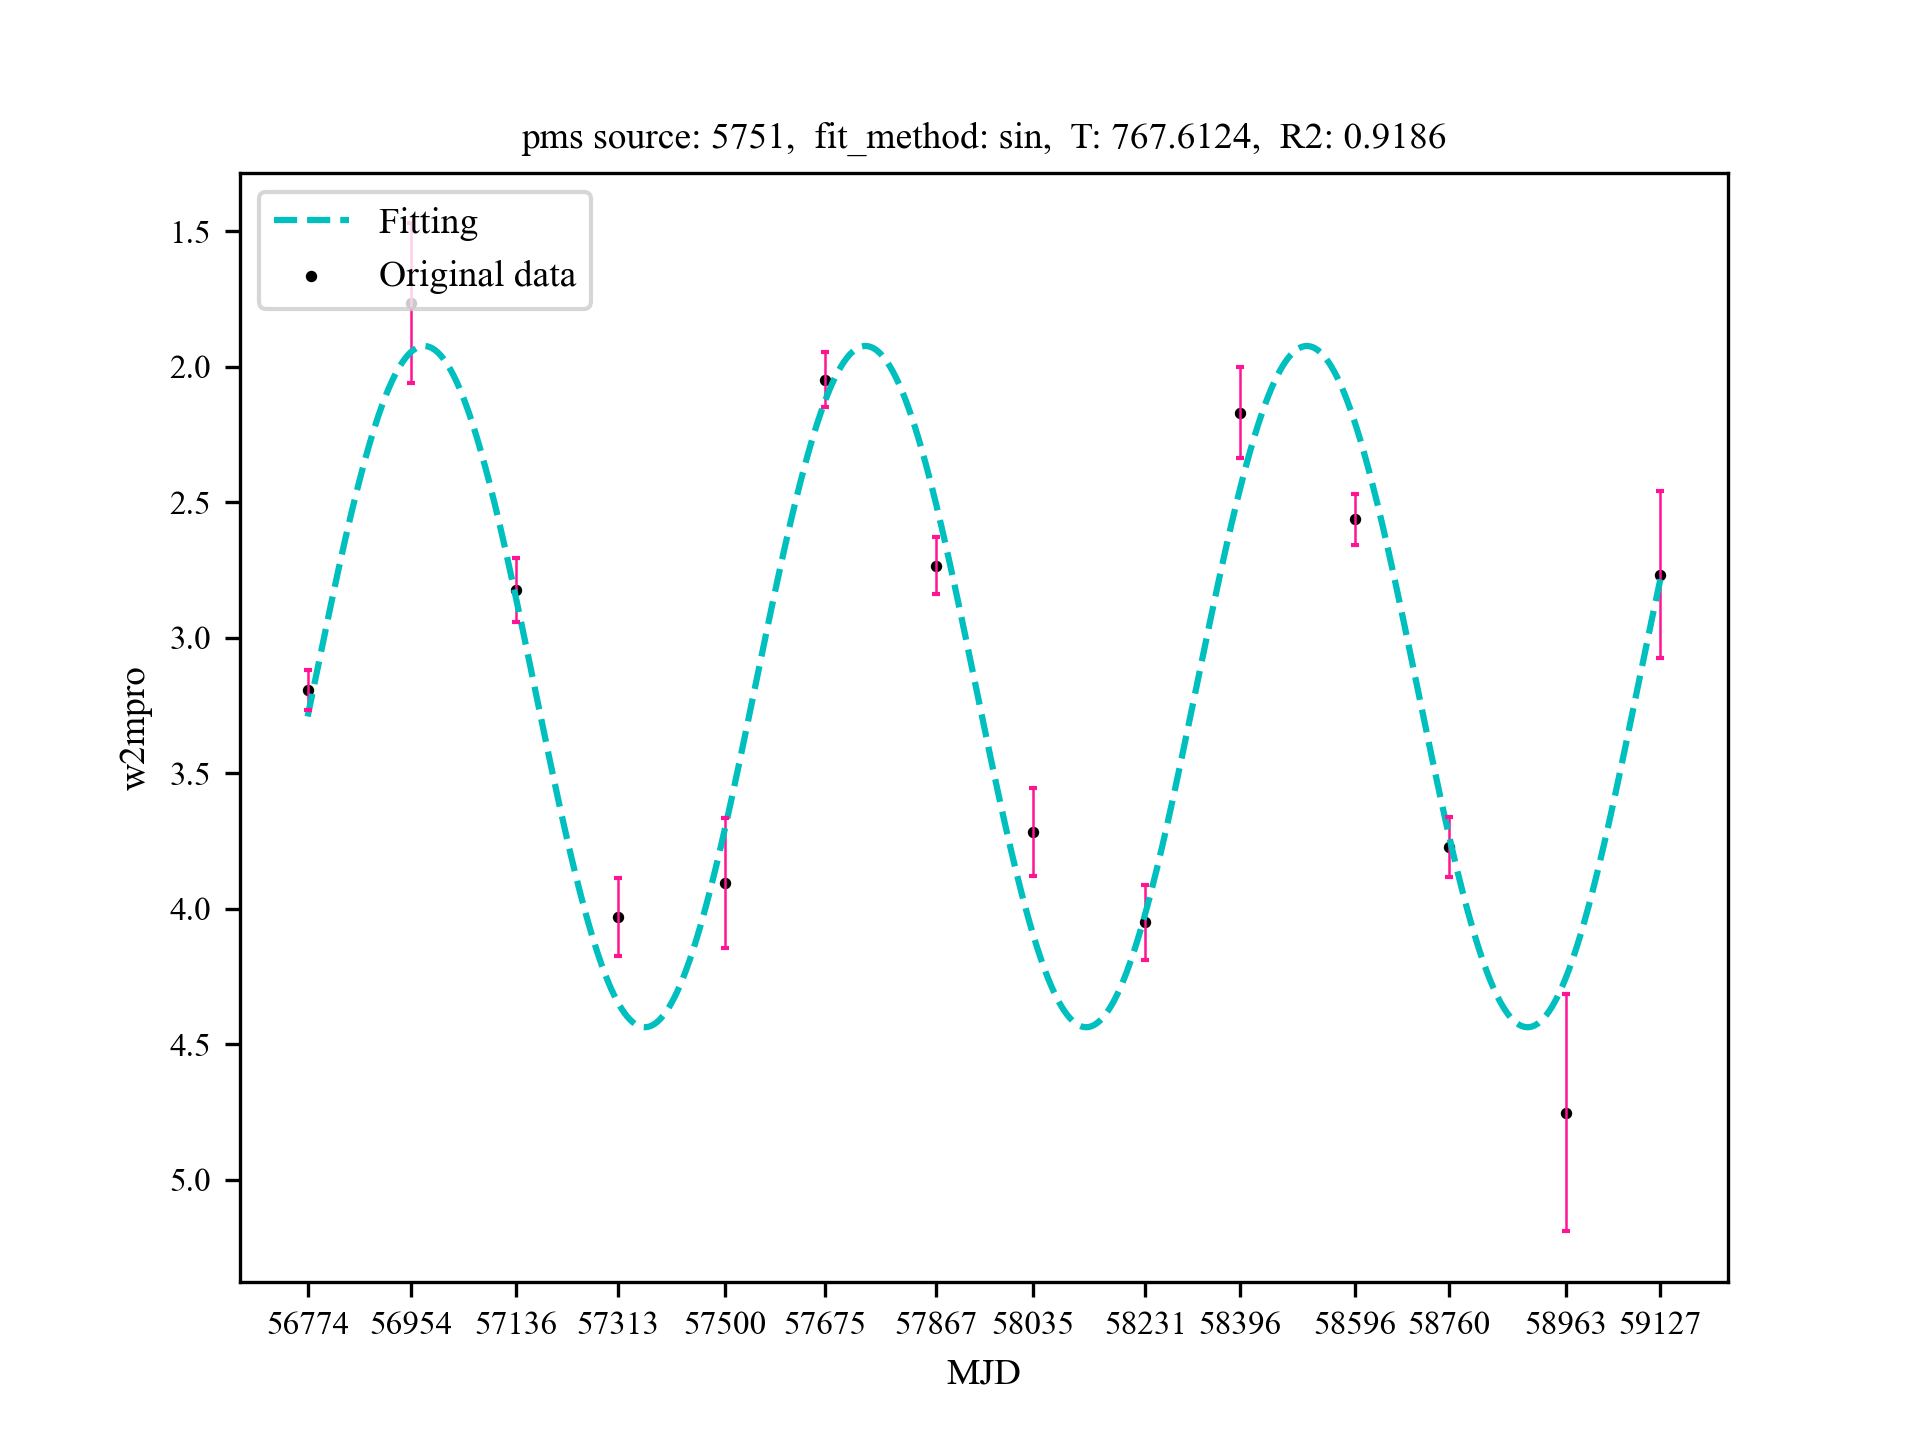 pms source: 5751,  fit_method: sin,  T: 767.6124,  R2: 0.9186
Fitting
Original data
1.5
2.0
2.5
3.0
3.5
4.0
4.5
5.0
w2mpro
56774 56954 57136 57313 57500 57675 57867 58035 58231 58396 58596 58760 58963 59127
MJD